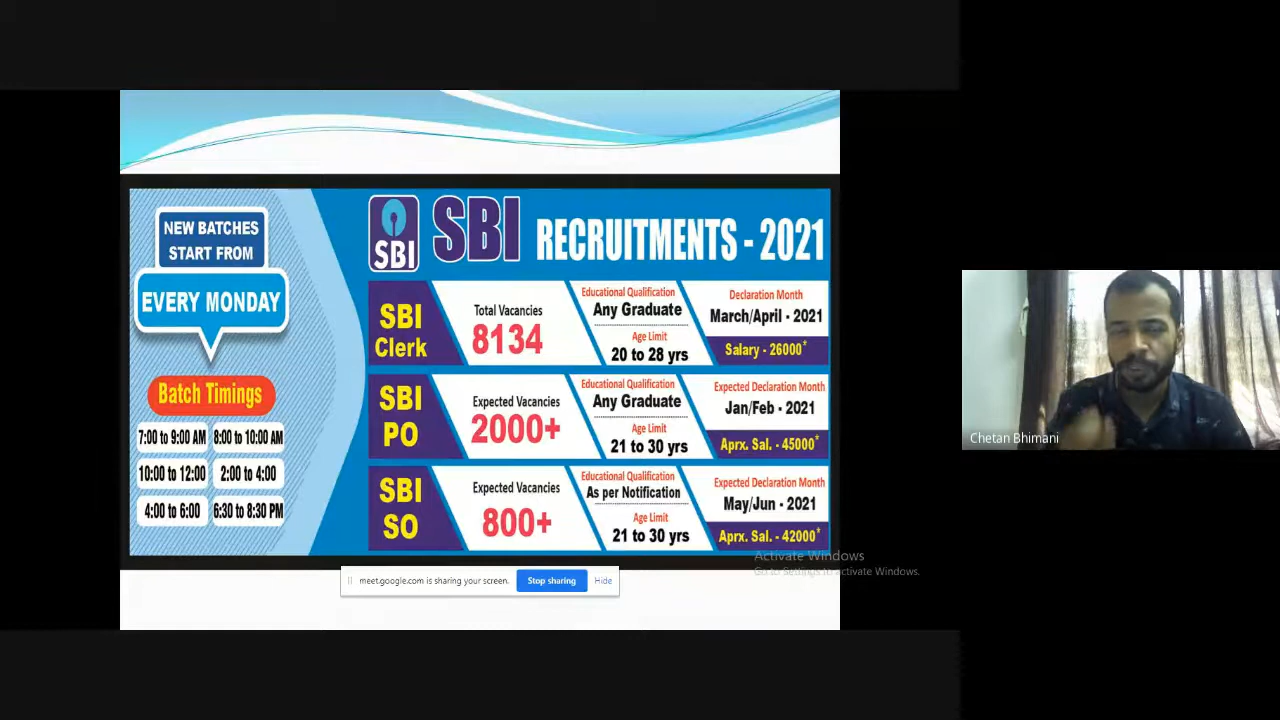 NEW BATCHES
START FROM
EVERY MONDAY
Batch Timings
7:00 to 9:00 AM
8:00 to 10:00 AM
10:00 to 12:00
2:00 to 4:00
4:00 to 6:00
6:30 to 8:30 PM
SBI
SBI
RECRUITMENTS - 2021
SBI
Clerk
Total Vacancies
8134
Educational Qualification
Any Graduate
Age Limit
20 to 28 yrs
Declaration Month
March/April - 2021
Salary - 26000*
SBI
PO
Expected Vacancies
2000+
Educational Qualification
Any Graduate
Age Limit
21 to 30 yrs
Expected Declaration Month
Jan/Feb - 2021
Aprx. Sal. - 45000*
SBI
SO
Expected Vacancies
800+
Educational Qualification
As per Notification
Age Limit
21 to 30 yrs
Expected Declaration Month
May/Jun - 2021
Aprx. Sal. - 42000*
Activate Windows
Go to Settings to activate Windows.
meet.google.com is sharing your screen.
Stop sharing
Hide
Chetan Bhimani